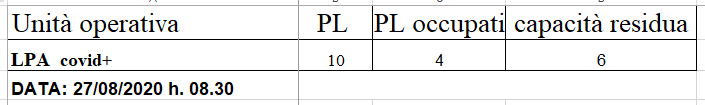 Unità operativa PL PL occupati capacità residua
LPA covid+ 10 4 6
DATA: 27/08/2020 h. 08.30